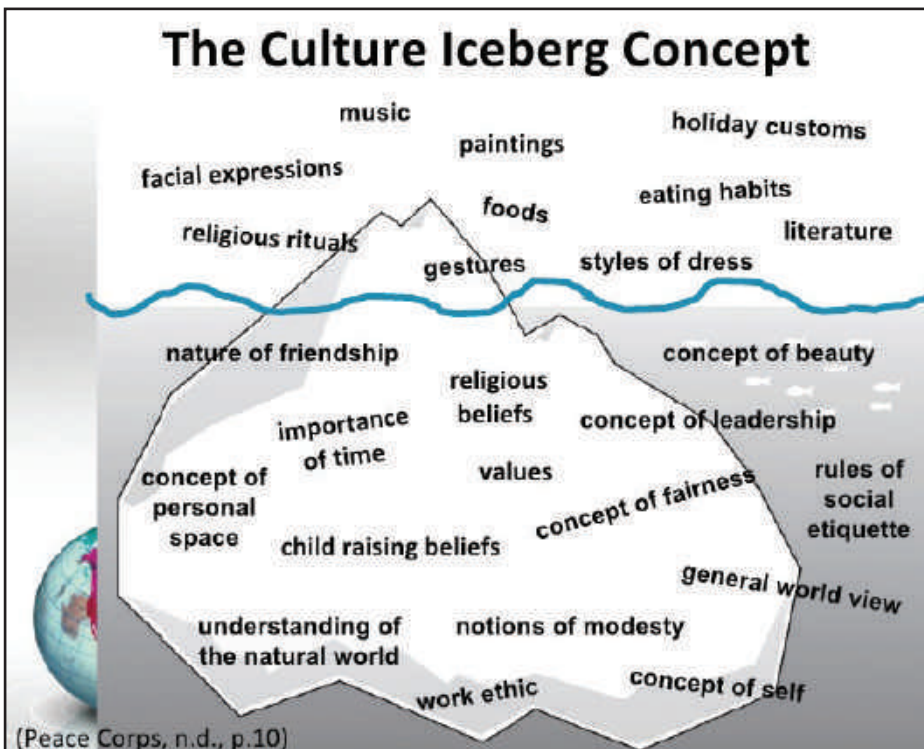 The Culture Iceberg Concept
music
holiday customs
paintings
facial expressions
eating habits
foods
religious rituals
literature
gestures
styles of dress
nature of friendship
concept of beauty
religious
beliefs
importance
of time
concept of leadership
values
rules of
social
etiquette
concept of
personal
space
concept of fairness
child raising beliefs
general world view
understanding of
the natural world
notions of modesty
work ethic
concept of self
(Peace Corps, n.d., p.10)